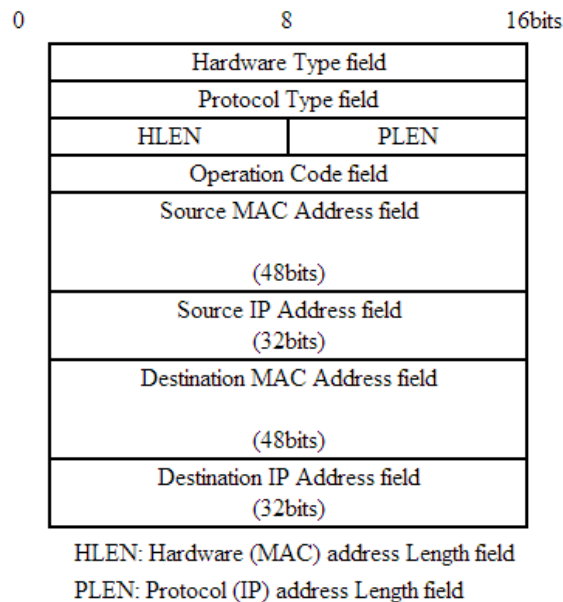 0 8 16bits
Hardware Type field
Protocol Type field
HLEN PLEN
Operation Code field
Source MAC Address field
(48bits)
Source IP Address field
(32bits)
Destination MAC Address field
(48bits)
Destination IP Address field
(32bits)
HLEN: Hardware (MAC) address Length field
PLEN: Protocol (IP) address Length field